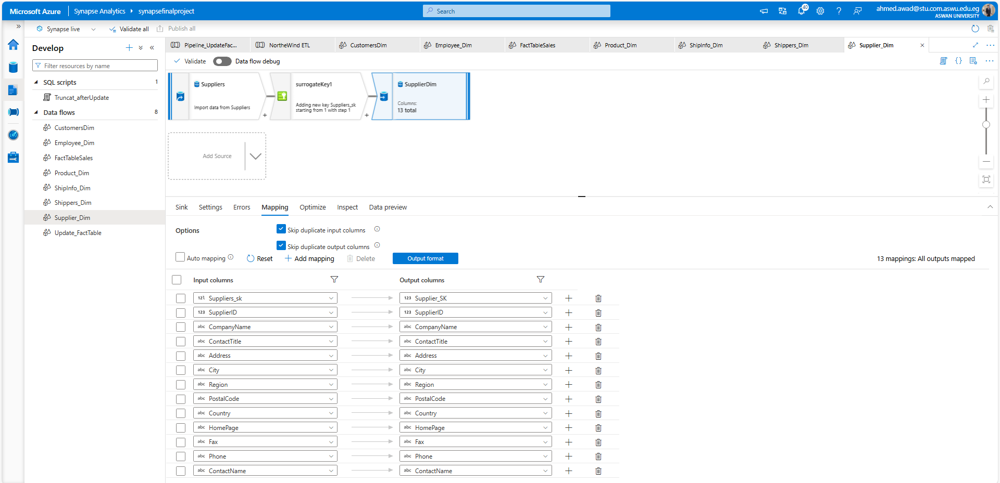 Microsoft Azure Synapse Analytics synapsefinalproject Search 40 ahmed.awad@stu.com.aswu.edu.eg
ASWAN UNIVERSITY
Synapse live Validate all Publish all
Develop
Filter resources by name
SQL scripts 1
Truncat_afterUpdate
Data flows 8
CustomersDim
Employee_Dim
FactTableSales
Product_Dim
ShipInfo_Dim
Shippers_Dim
Supplier_Dim
Update_FactTable
Pipeline_UpdateFac... NortheWind ETL CustomersDim Employee_Dim FactTableSales Product_Dim ShipInfo_Dim Shippers_Dim Supplier_Dim
Validate Data flow debug
Suppliers
Import data from Suppliers
surrogateKey1
Adding new key Suppliers_sk
starting from 1 with step 1
SupplierDim
Columns:
13 total
Add Source
Sink Settings Errors Mapping Optimize Inspect Data preview
Options Skip duplicate input columns
Skip duplicate output columns
Auto mapping Reset Add mapping Delete Output format 13 mappings: All outputs mapped
Input columns Output columns
12l Suppliers_sk 123 Supplier_SK
123 SupplierID 123 SupplierID
abc CompanyName abc CompanyName
abc ContactTitle abc ContactTitle
abc Address abc Address
abc City abc City
abc Region abc Region
abc PostalCode abc PostalCode
abc Country abc Country
abc HomePage abc HomePage
abc Fax abc Fax
abc Phone abc Phone
abc ContactName abc ContactName